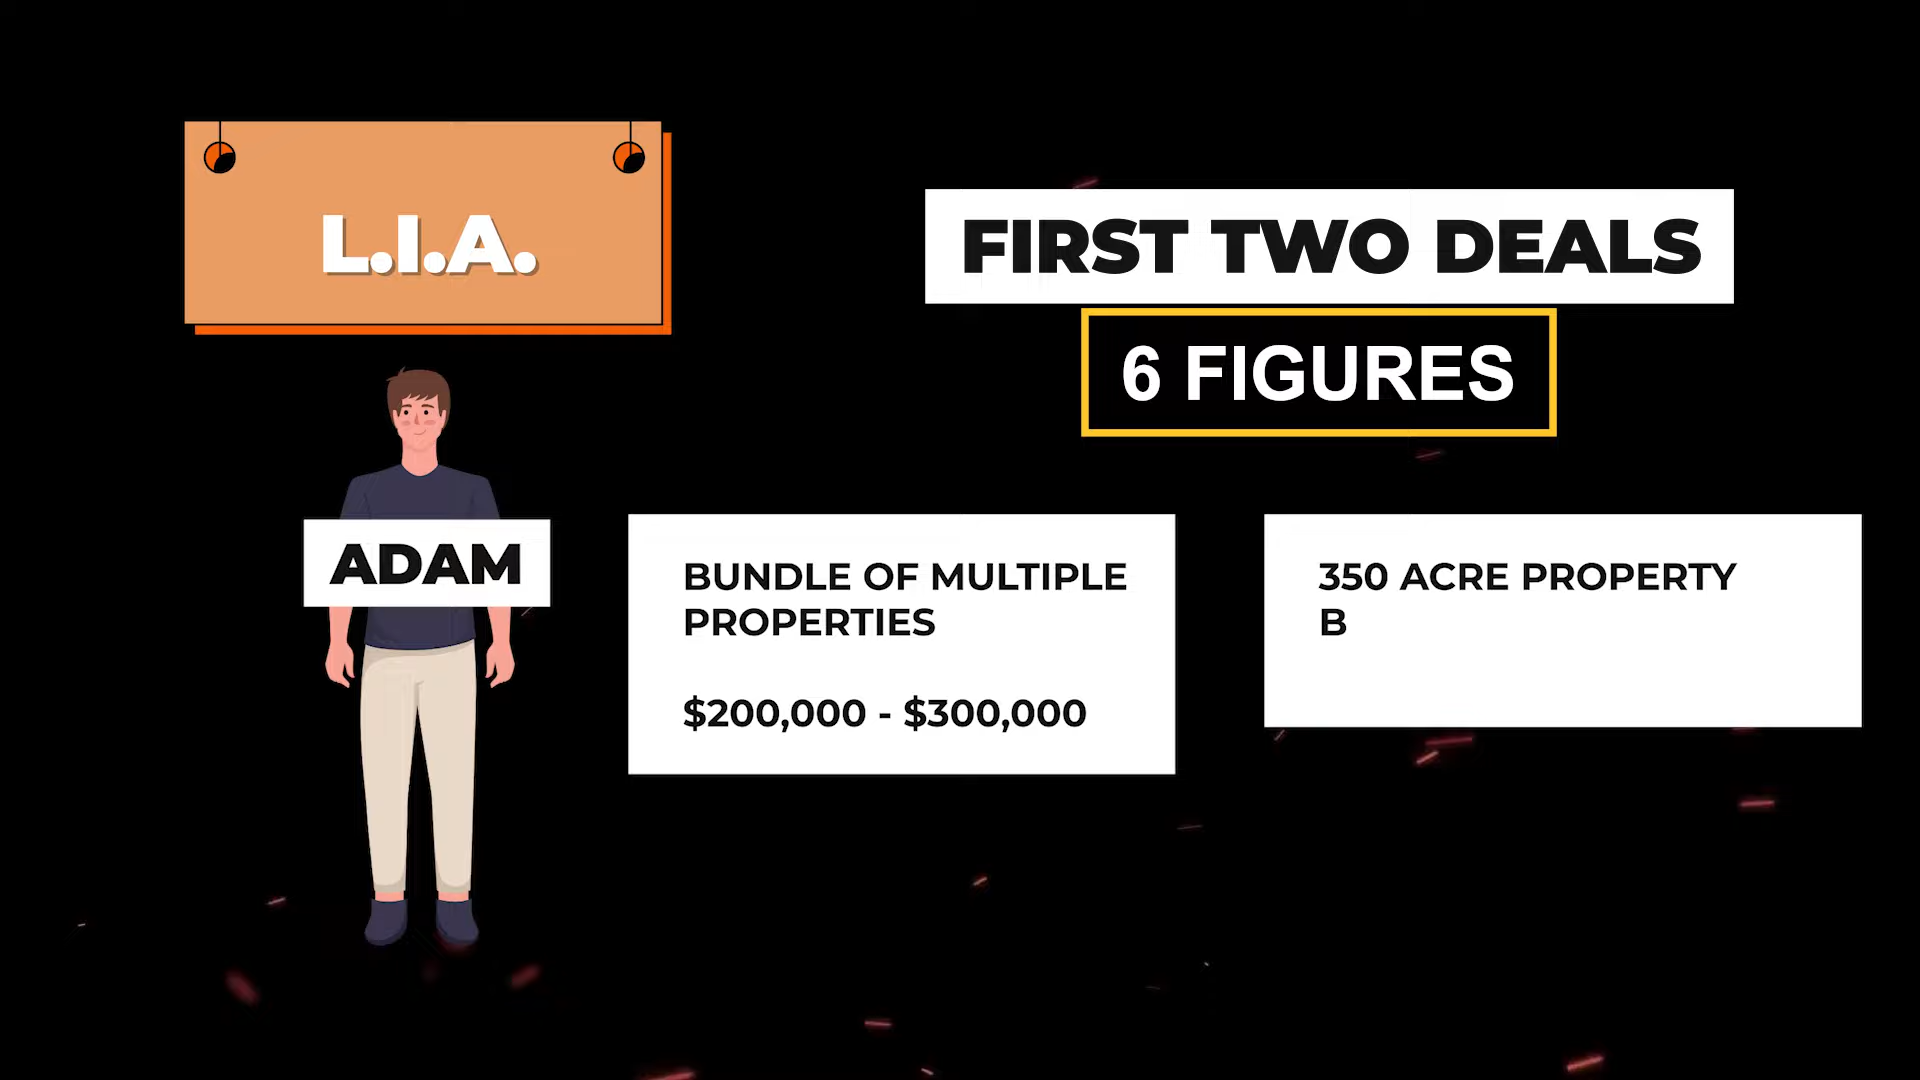 L.I.A.
FIRST TWO DEALS
6 FIGURES
ADAM
BUNDLE OF MULTIPLE
PROPERTIES
$200,000 - $300,000
350 ACRE PROPERTY
B